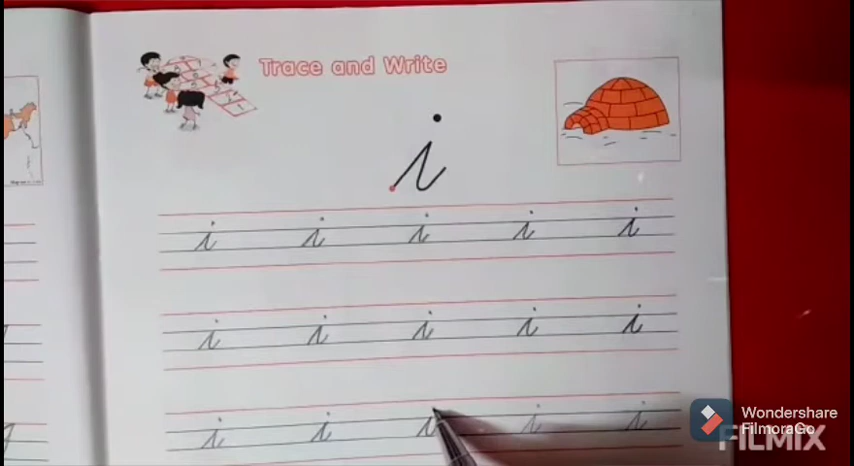 Trace and Write
i
i i i i i
i i i i i
i i i i i
Wondershare
FilmoraGo
FILMIX